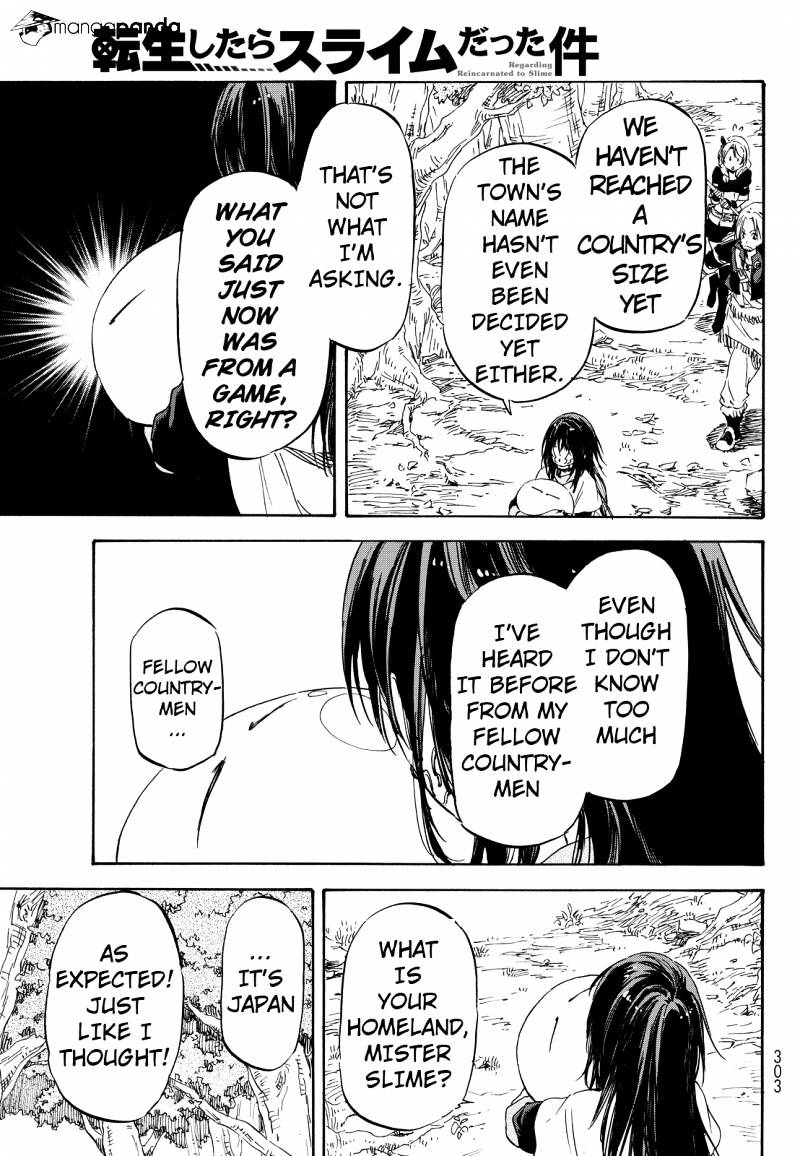 mangapanda
転生したらスライムだった件
Regarding
Reincarnated to Slime
WE
HAVEN'T
REACHED
A
COUNTRY'S
SIZE
YET
THE
TOWN'S
NAME
HASN'T
EVEN
BEEN
DECIDED
YET
EITHER.
THAT'S
NOT
WHAT
I'M
ASKING.
WHAT
YOU
SAID
JUST
NOW
WAS
FROM A
GAME,
RIGHT?
EVEN
THOUGH
I DON'T
KNOW
TOO
MUCH
I'VE
HEARD
IT BEFORE
FROM MY
FELLOW
COUNTRY-
MEN
FELLOW
COUNTRY-
MEN
...
WHAT
IS
YOUR
HOMELAND,
MISTER
SLIME?
...
IT'S
JAPAN
AS
EXPECTED!
JUST
LIKE I
THOUGHT!
303